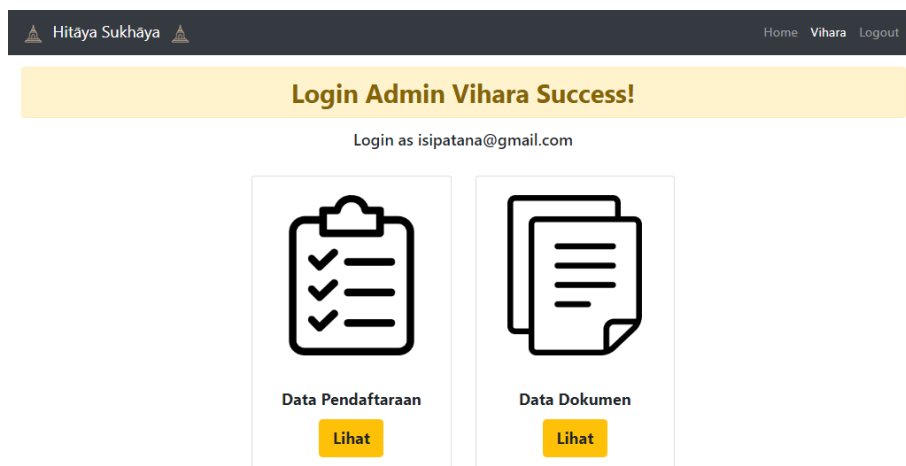 Hitāya Sukhāya
Home Vihara Logout
Login Admin Vihara Success!
Login as isipatana@gmail.com
Data Pendaftaraan
Data Dokumen
Lihat
Lihat